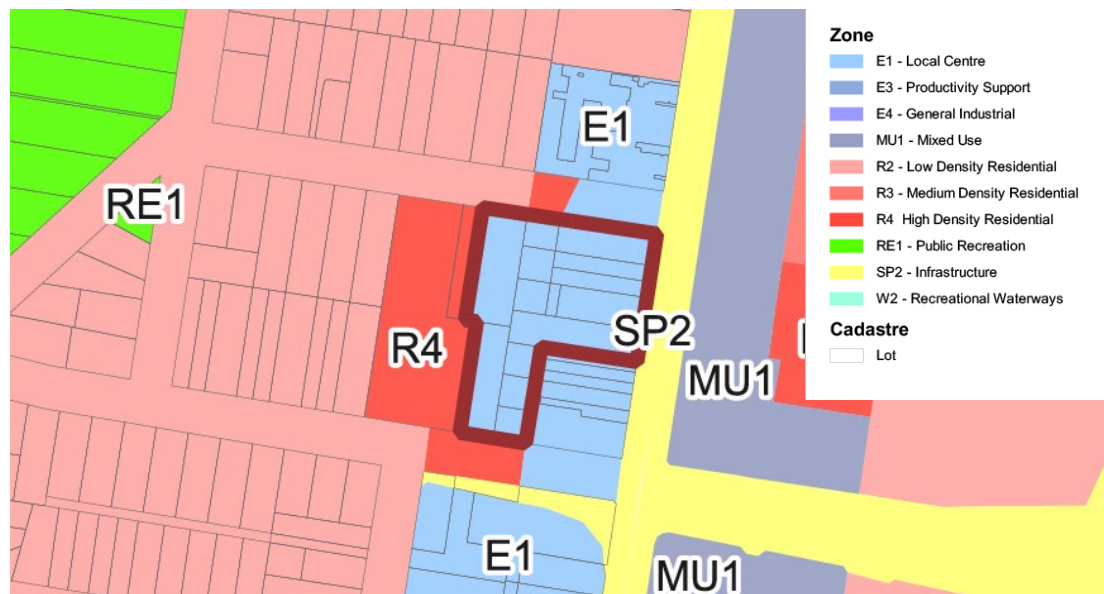 E1
RE1
R4
SP2
MU1
E1
MU1
Zone
E1 - Local Centre
E3 - Productivity Support
E4 - General Industrial
MU1 - Mixed Use
R2 - Low Density Residential
R3 - Medium Density Residential
R4 High Density Residential
RE1 - Public Recreation
SP2 - Infrastructure
W2 - Recreational Waterways
Cadastre
Lot